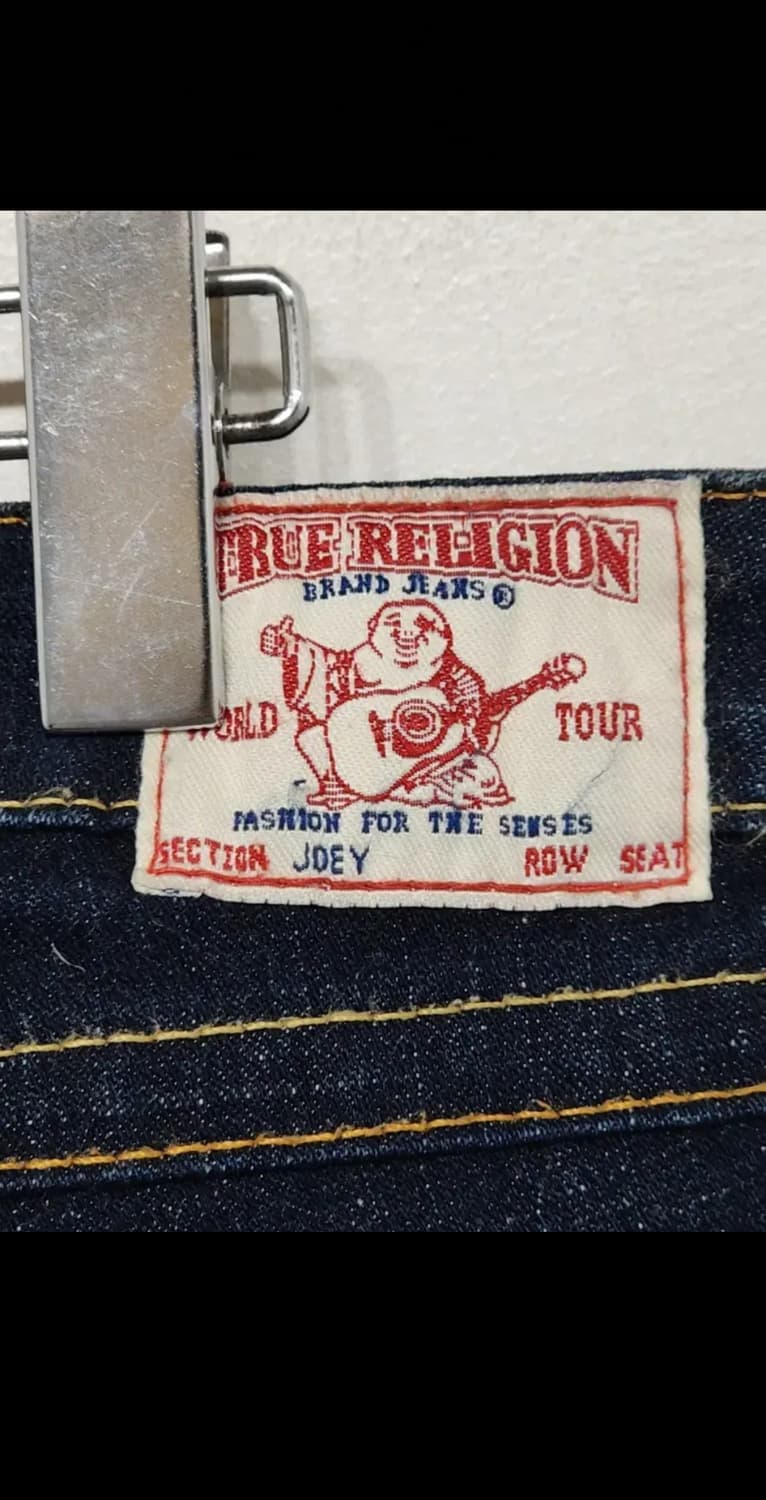 TRUE RELIGION
BRAND JEANS®
WORLD TOUR
FASHION FOR THE SENSES
SECTION JOEY ROW SEAT